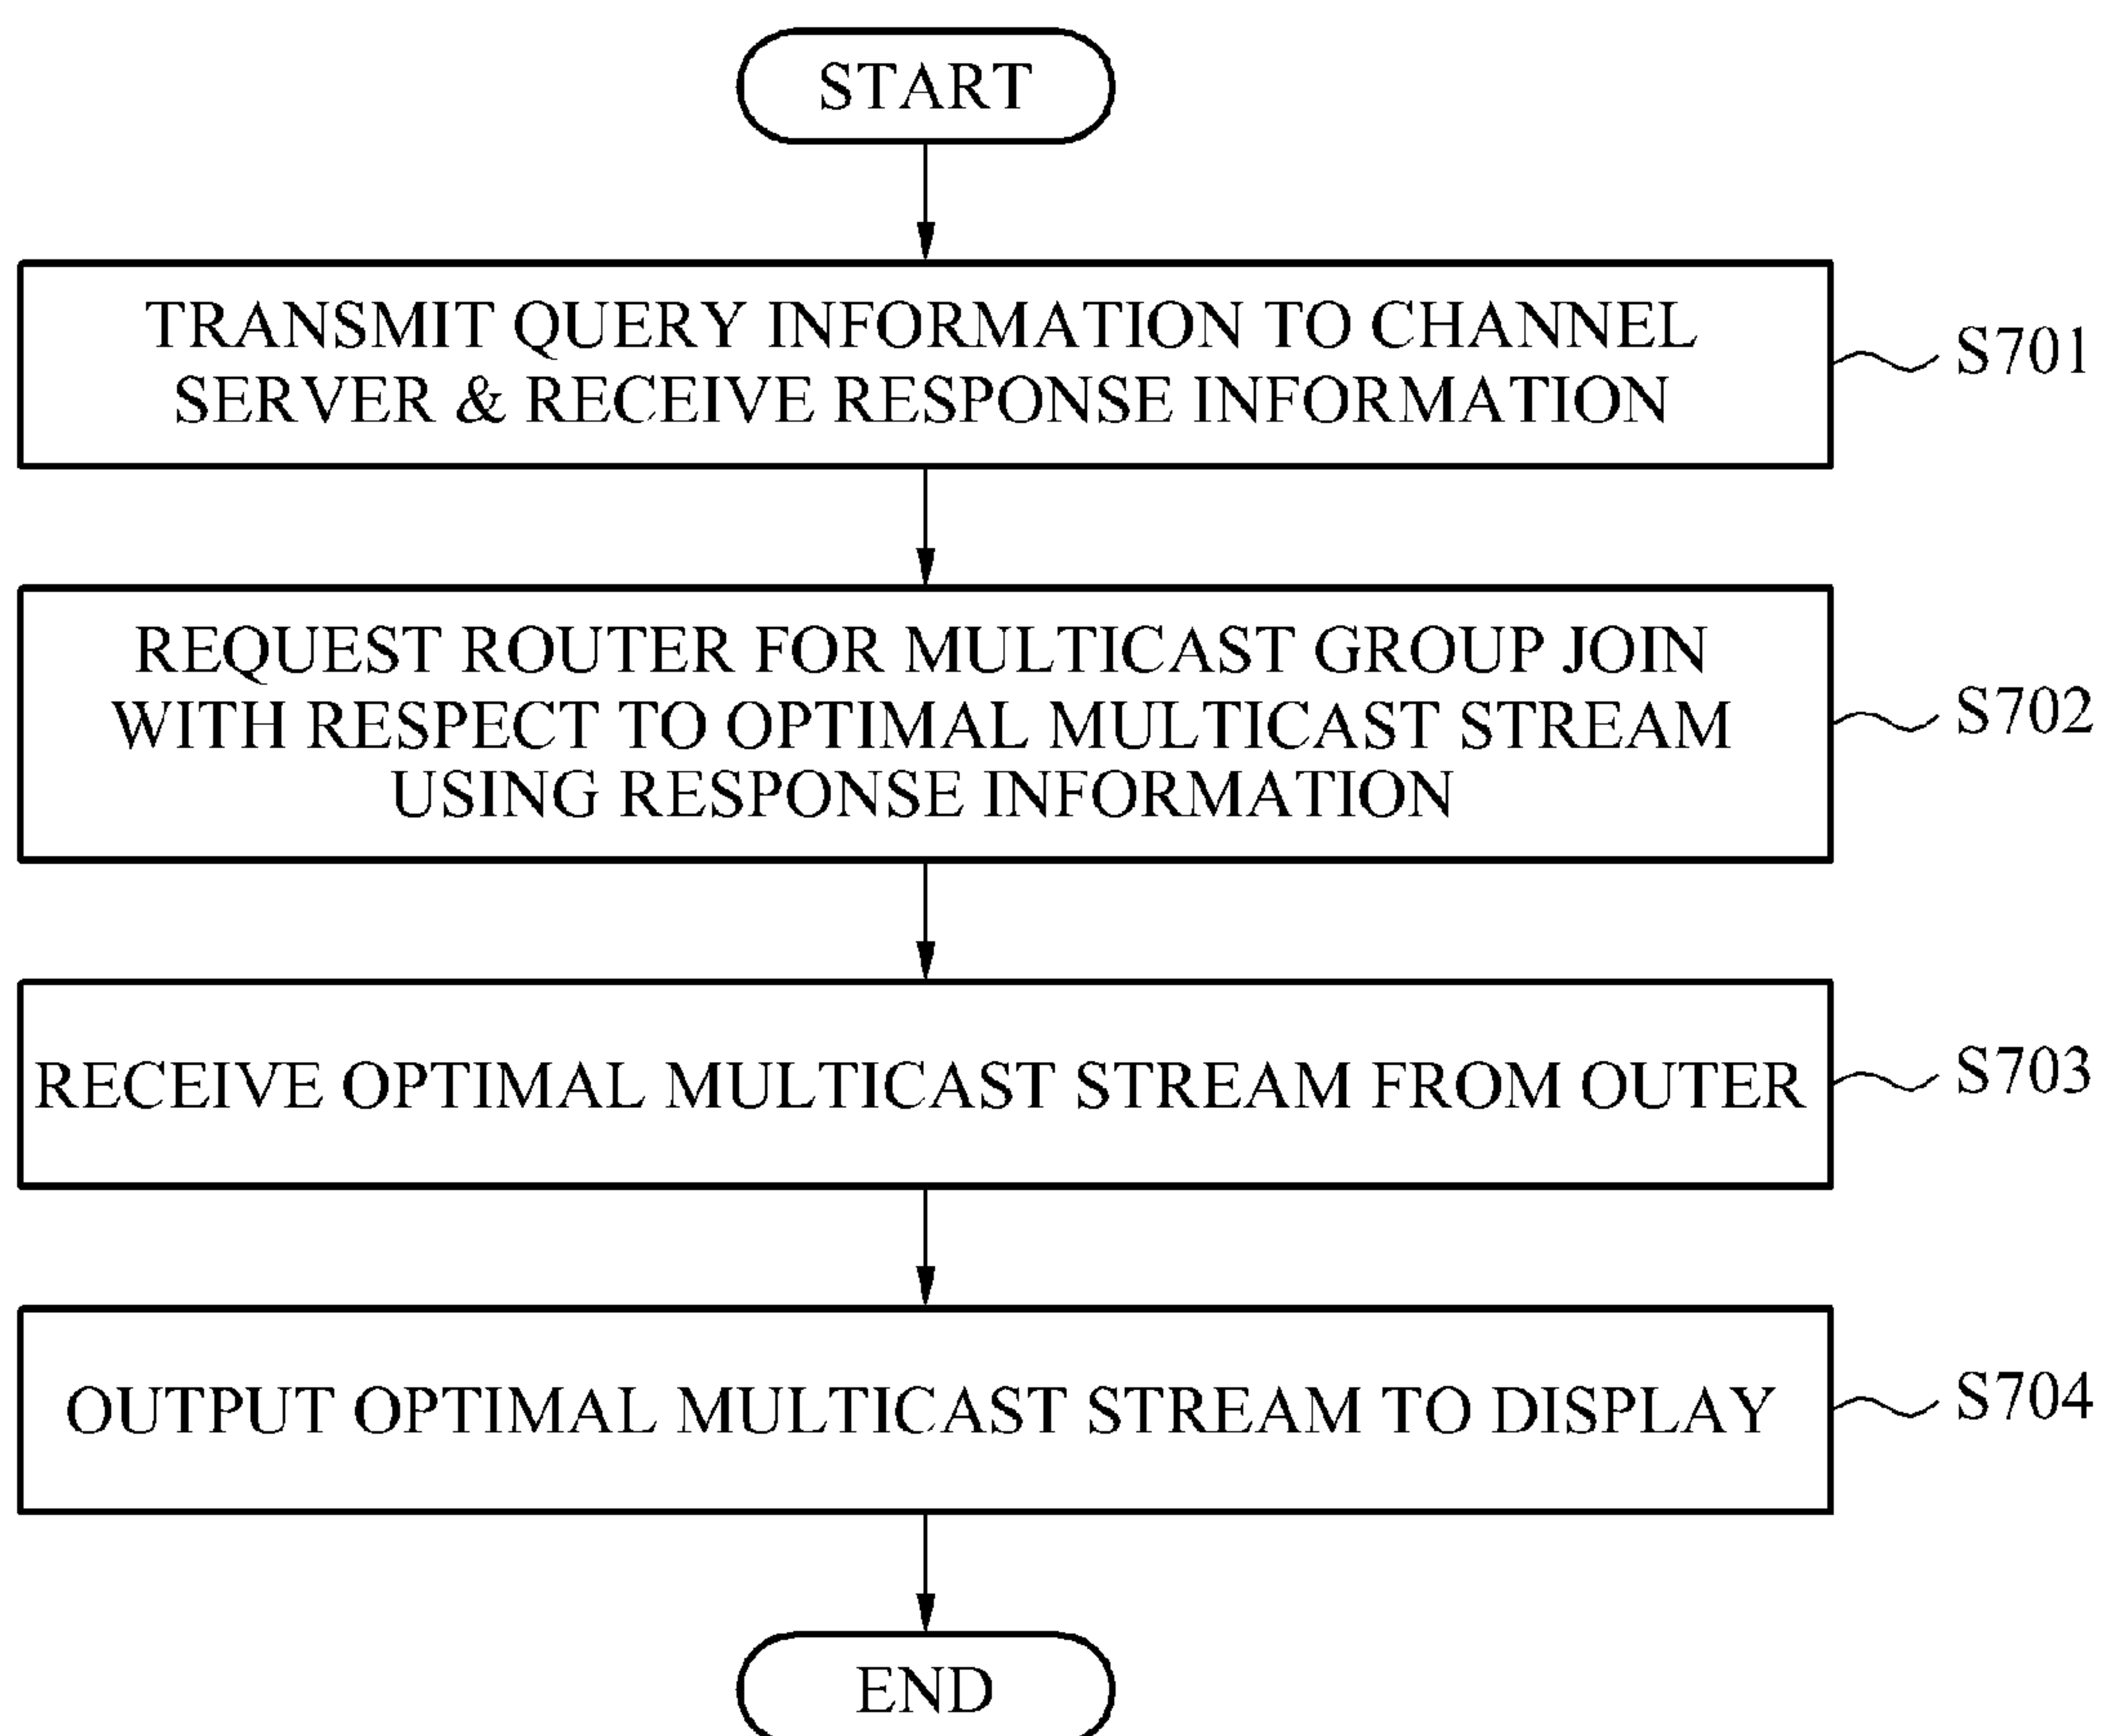 START
TRANSMIT QUERY INFORMATION TO CHANNEL
SERVER & RECEIVE RESPONSE INFORMATION
S701
REQUEST ROUTER FOR MULTICAST GROUP JOIN
WITH RESPECT TO OPTIMAL MULTICAST STREAM
USING RESPONSE INFORMATION
S702
RECEIVE OPTIMAL MULTICAST STREAM FROM OUTER
S703
OUTPUT OPTIMAL MULTICAST STREAM TO DISPLAY
S704
END